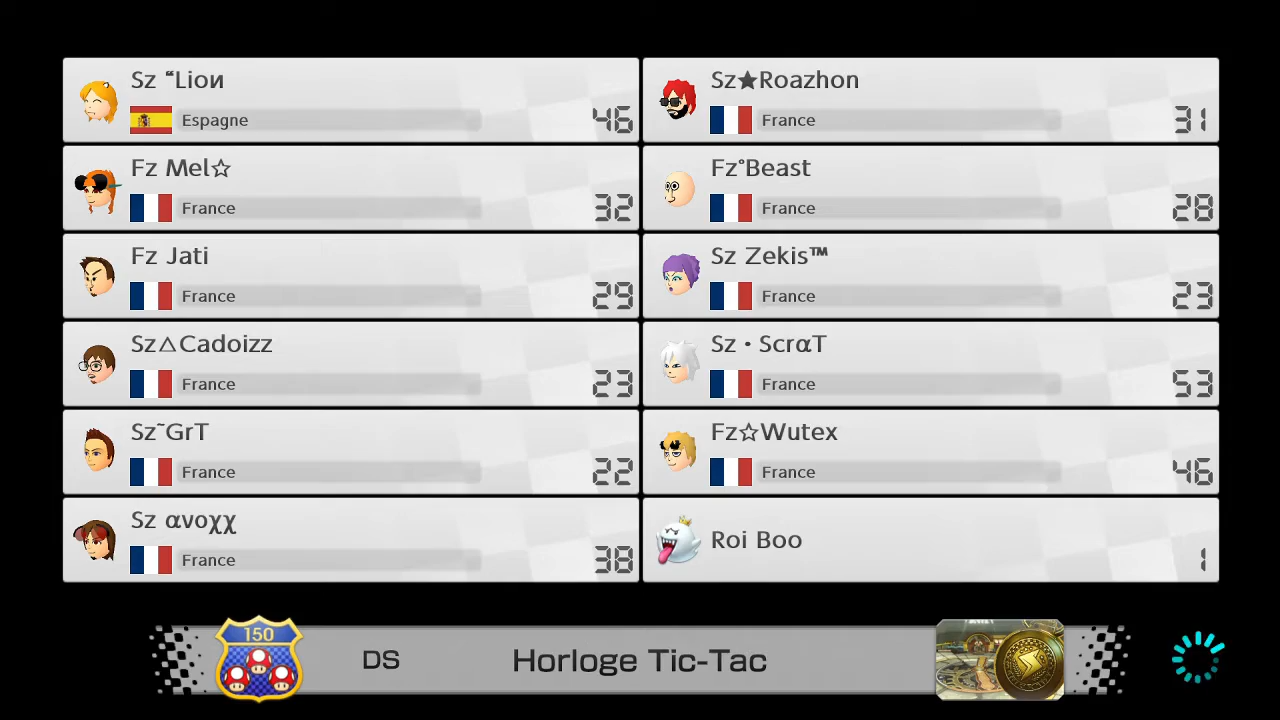 Sz “Lioи
Espagne
46
Sz★Roazhon
France
31
Fz Mel☆
France
32
Fz°Beast
France
28
Fz Jati
France
29
Sz Zekis™
France
23
Sz△Cadoizz
France
23
Sz・ScrαT
France
53
Sz~GrT
France
22
Fz☆Wutex
France
46
Sz ανοχχ
France
38
Roi Boo
1
150
DS
Horloge Tic-Tac